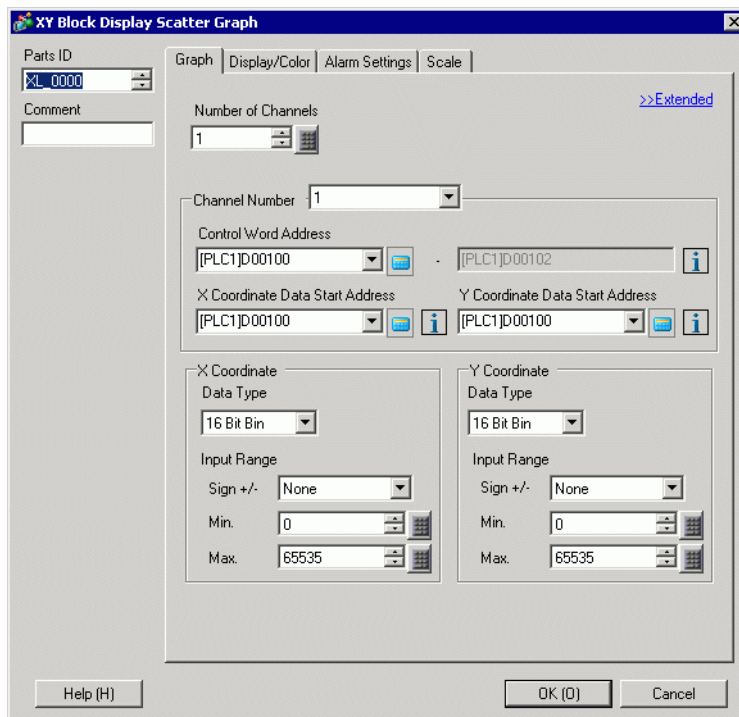 XY Block Display Scatter Graph
Parts ID
XL_0000
Comment
Graph Display/Color Alarm Settings Scale
>>Extended
Number of Channels
1
Channel Number 1
Control Word Address
[PLC1]D00100 - [PLC1]D00102
X Coordinate Data Start Address Y Coordinate Data Start Address
[PLC1]D00100 [PLC1]D00100
X Coordinate Y Coordinate
Data Type Data Type
16 Bit Bin 16 Bit Bin
Input Range Input Range
Sign +/- None Sign +/- None
Min. 0 Min. 0
Max. 65535 Max. 65535
Help (H) OK (O) Cancel